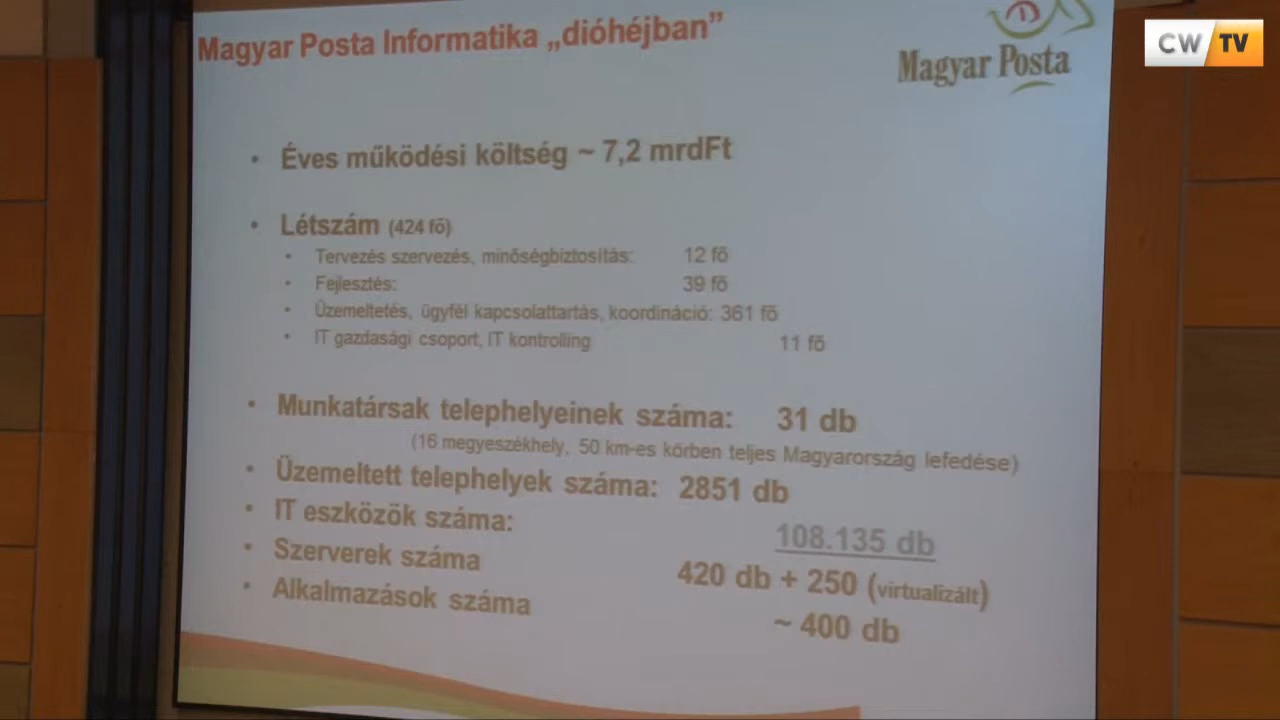 Magyar Posta Informatika „dióhéjban”
CW TV
Magyar Posta
• Éves működési költség ~ 7,2 mrdFt
• Létszám (424 fő)
• Tervezés szervezés, minőségbiztosítás: 12 fő
• Fejlesztés: 39 fő
• Üzemeltetés, ügyfél kapcsolattartás, koordináció: 361 fő
• IT gazdasági csoport, IT kontrolling 11 fő
• Munkatársak telephelyeinek száma: 31 db
(16 megyeszékhely, 50 km-es körben teljes Magyarország lefedése)
• Üzemeltett telephelyek száma: 2851 db
• IT eszközök száma: 108.135 db
• Szerverek száma 420 db + 250 (virtualizált)
• Alkalmazások száma ~ 400 db